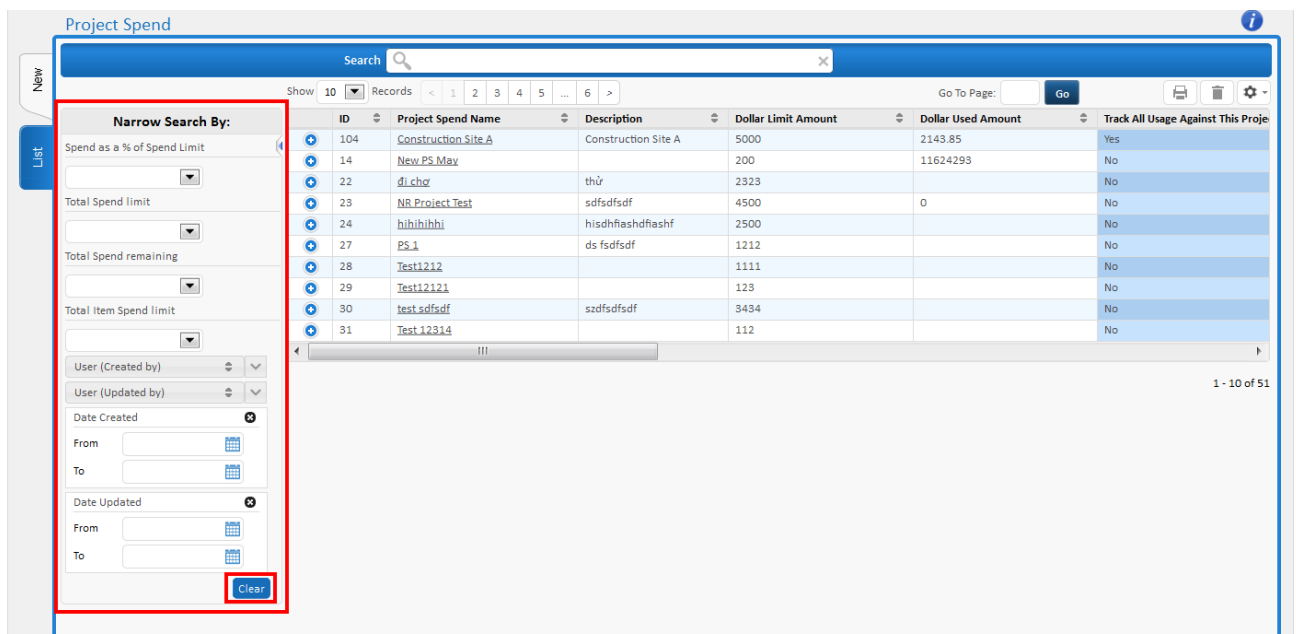 Project Spend
New
List
Search
Show 10 Records < 1 2 3 4 5 ... 6 > Go To Page: Go
Narrow Search By:
Spend as a % of Spend Limit
Total Spend limit
Total Spend remaining
Total Item Spend limit
User (Created by)
User (Updated by)
Date Created
From
To
Date Updated
From
To
Clear
ID Project Spend Name Description Dollar Limit Amount Dollar Used Amount Track All Usage Against This Proje
104 Construction Site A Construction Site A 5000 2143.85 Yes
14 New PS May 200 11624293 No
22 đi chơ thử 2323 No
23 NR Project Test sdfsdfsdf 4500 0 No
24 hihihihhi hisdhfiashdfiashf 2500 No
27 PS 1 ds fsdfsdf 1212 No
28 Test1212 1111 No
29 Test12121 123 No
30 test sdfsdf szdfsdfsdf 3434 No
31 Test 12314 112 No
1 - 10 of 51